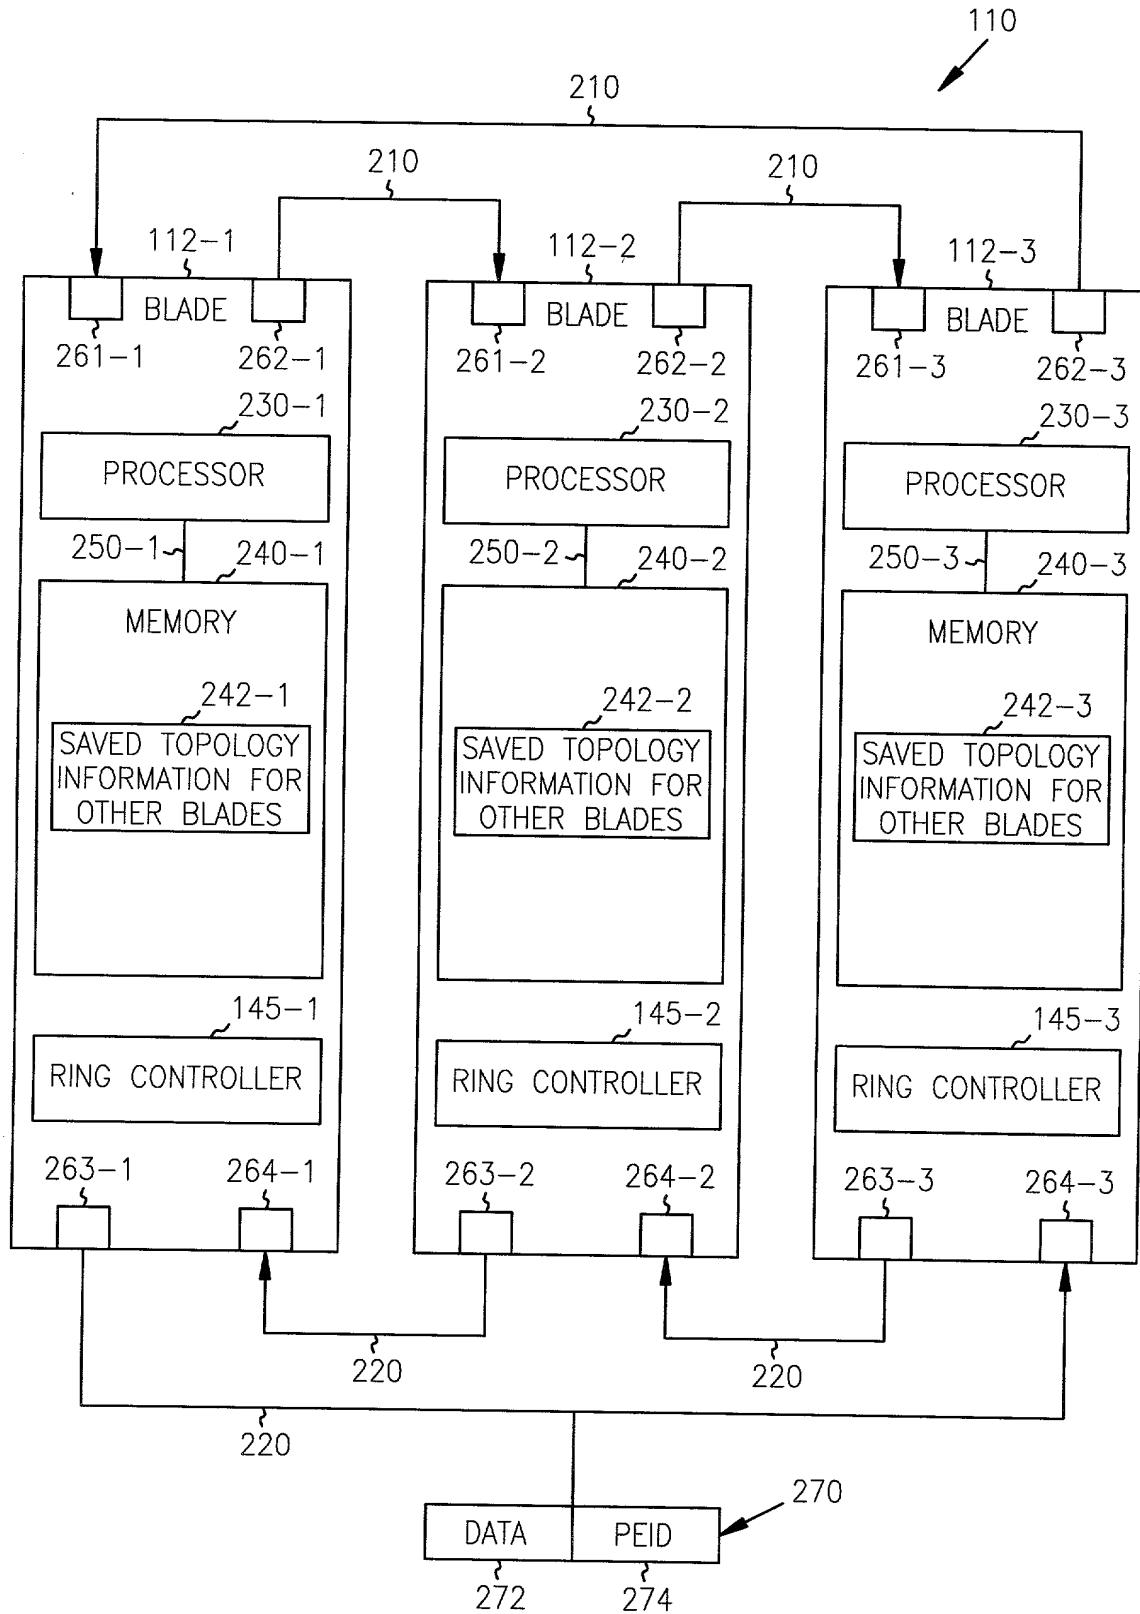 110
210
210
210
112-1
112-2
112-3
BLADE
BLADE
BLADE
261-1
262-1
261-2
262-2
261-3
262-3
230-1
230-2
230-3
PROCESSOR
PROCESSOR
PROCESSOR
250-1
240-1
250-2
240-2
250-3
240-3
MEMORY
MEMORY
242-1
242-2
242-3
SAVED TOPOLOGY
INFORMATION FOR
OTHER BLADES
SAVED TOPOLOGY
INFORMATION FOR
OTHER BLADES
SAVED TOPOLOGY
INFORMATION FOR
OTHER BLADES
145-1
145-2
145-3
RING CONTROLLER
RING CONTROLLER
RING CONTROLLER
263-1
264-1
263-2
264-2
263-3
264-3
220
220
220
270
DATA
PEID
272
274